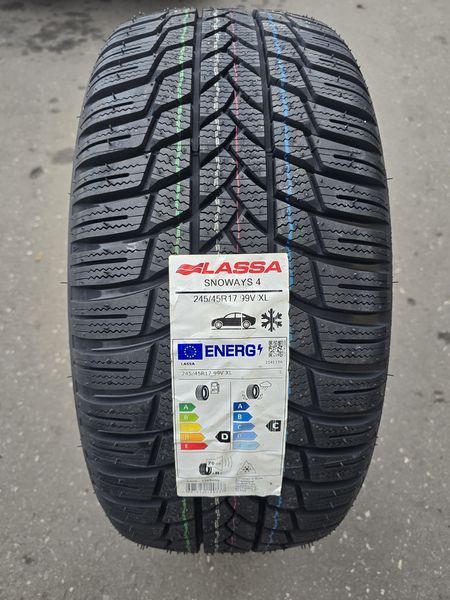 LASSA
SNOWAYS 4
245/45R17 99V XL
ENERG
LASSA
245/45R17 99V XL
A
B
C
D
E
D
A
B
C
D
E
C